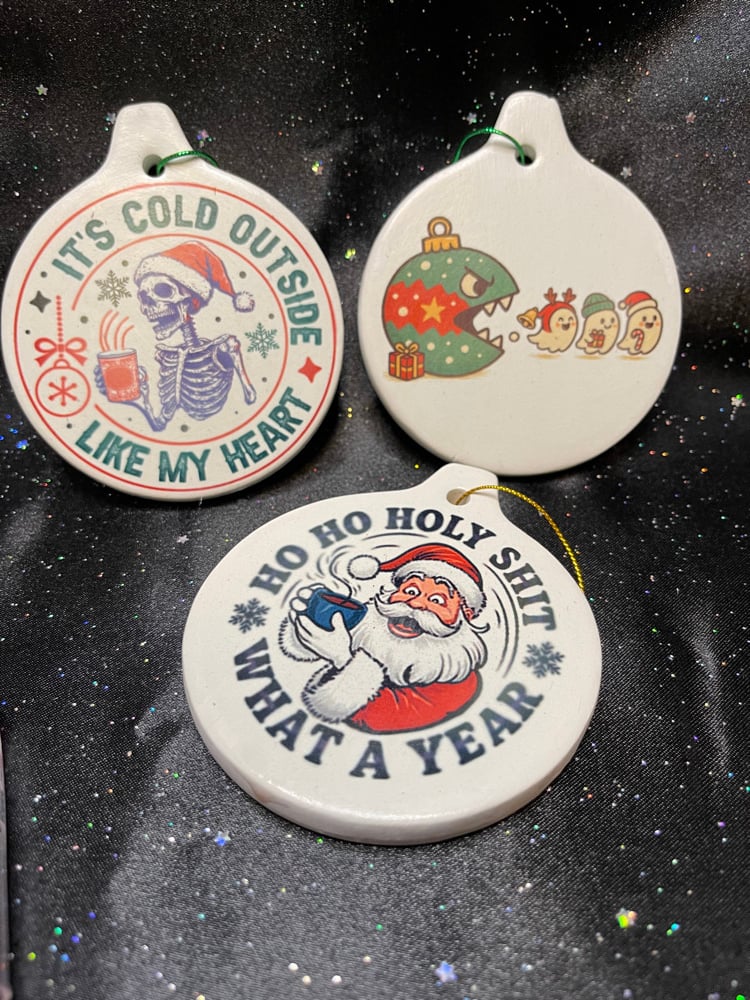 IT'S COLD OUTSIDE
LIKE MY HEART
HO HO HOLY SHIT
WHAT A YEAR